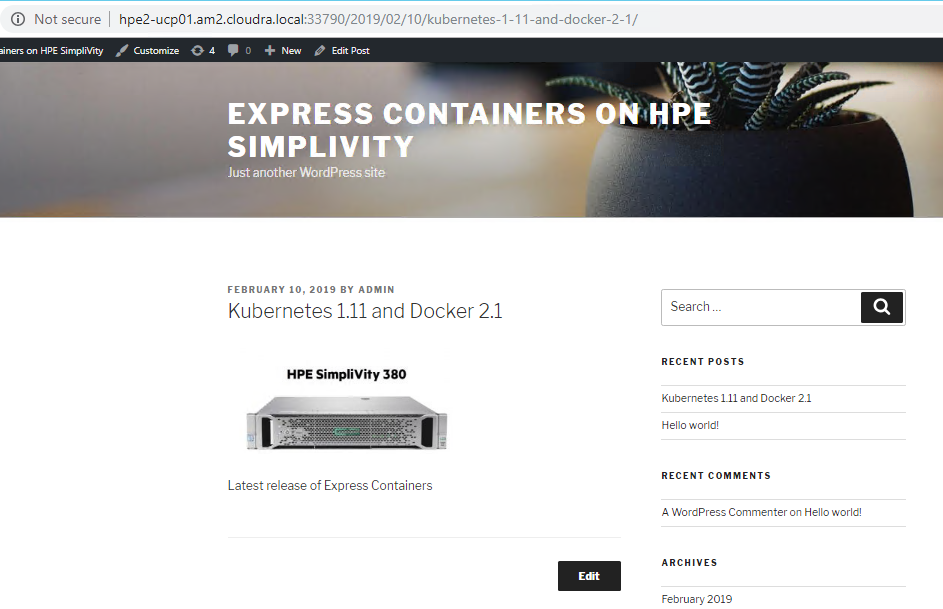 Not secure | hpe2-ucp01.am2.cloudra.local:33790/2019/02/10/kubernetes-1-11-and-docker-2-1/
ainers on HPE SimpliVity Customize 4 0 New Edit Post
EXPRESS CONTAINERS ON HPE
SIMPLIVITY
Just another WordPress site
FEBRUARY 10, 2019 BY ADMIN
Kubernetes 1.11 and Docker 2.1
HPE SimpliVity 380
Latest release of Express Containers
Edit
Search …
RECENT POSTS
Kubernetes 1.11 and Docker 2.1
Hello world!
RECENT COMMENTS
A WordPress Commenter on Hello world!
ARCHIVES
February 2019